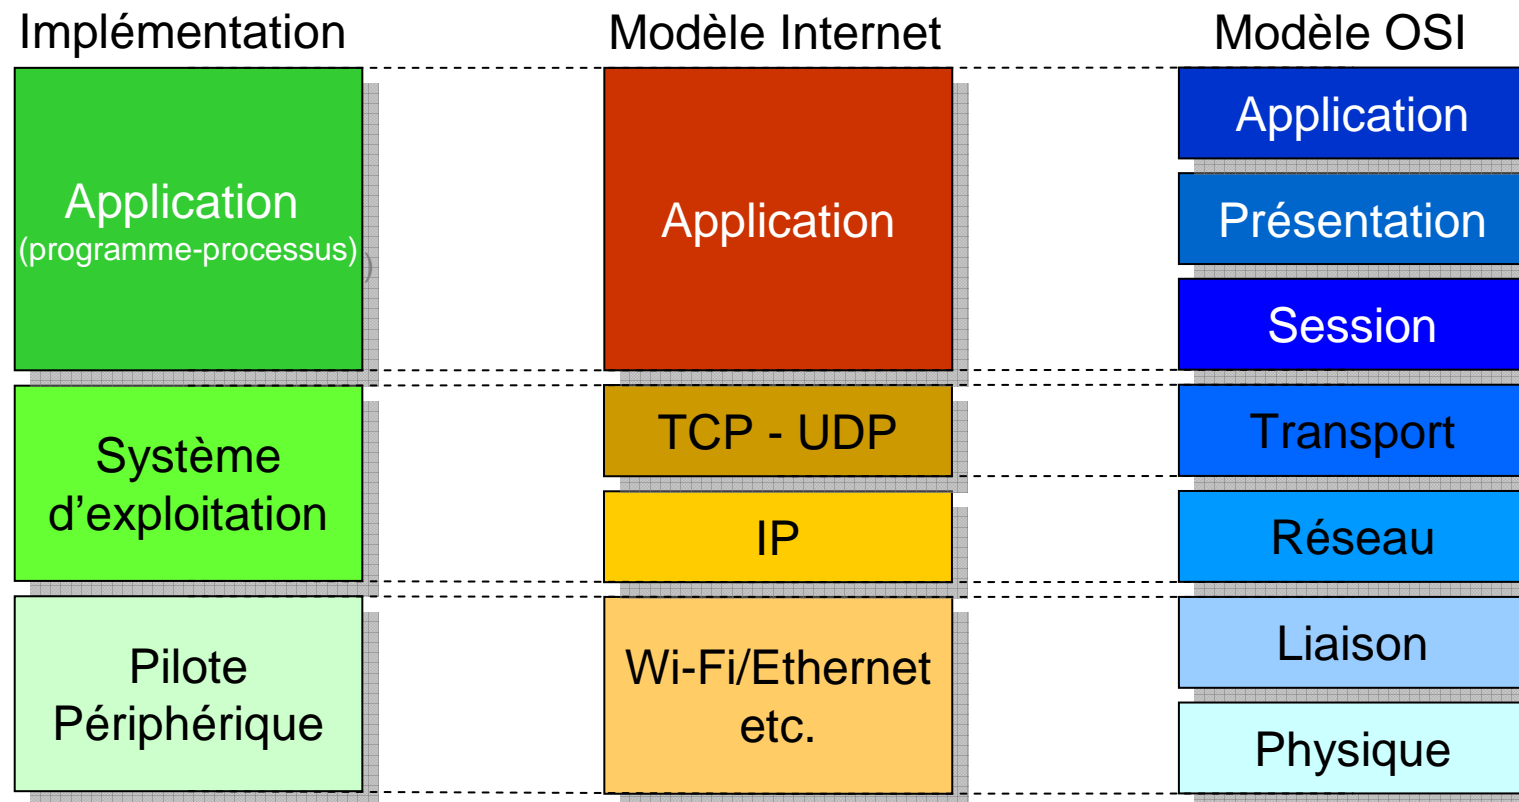 Implémentation
Modèle Internet
Modèle OSI
Application
(programme-processus)
)
Système
d'exploitation
Pilote
Périphérique
Application
TCP - UDP
IP
Wi-Fi/Ethernet
etc.
Application
Présentation
Session
Transport
Réseau
Liaison
Physique